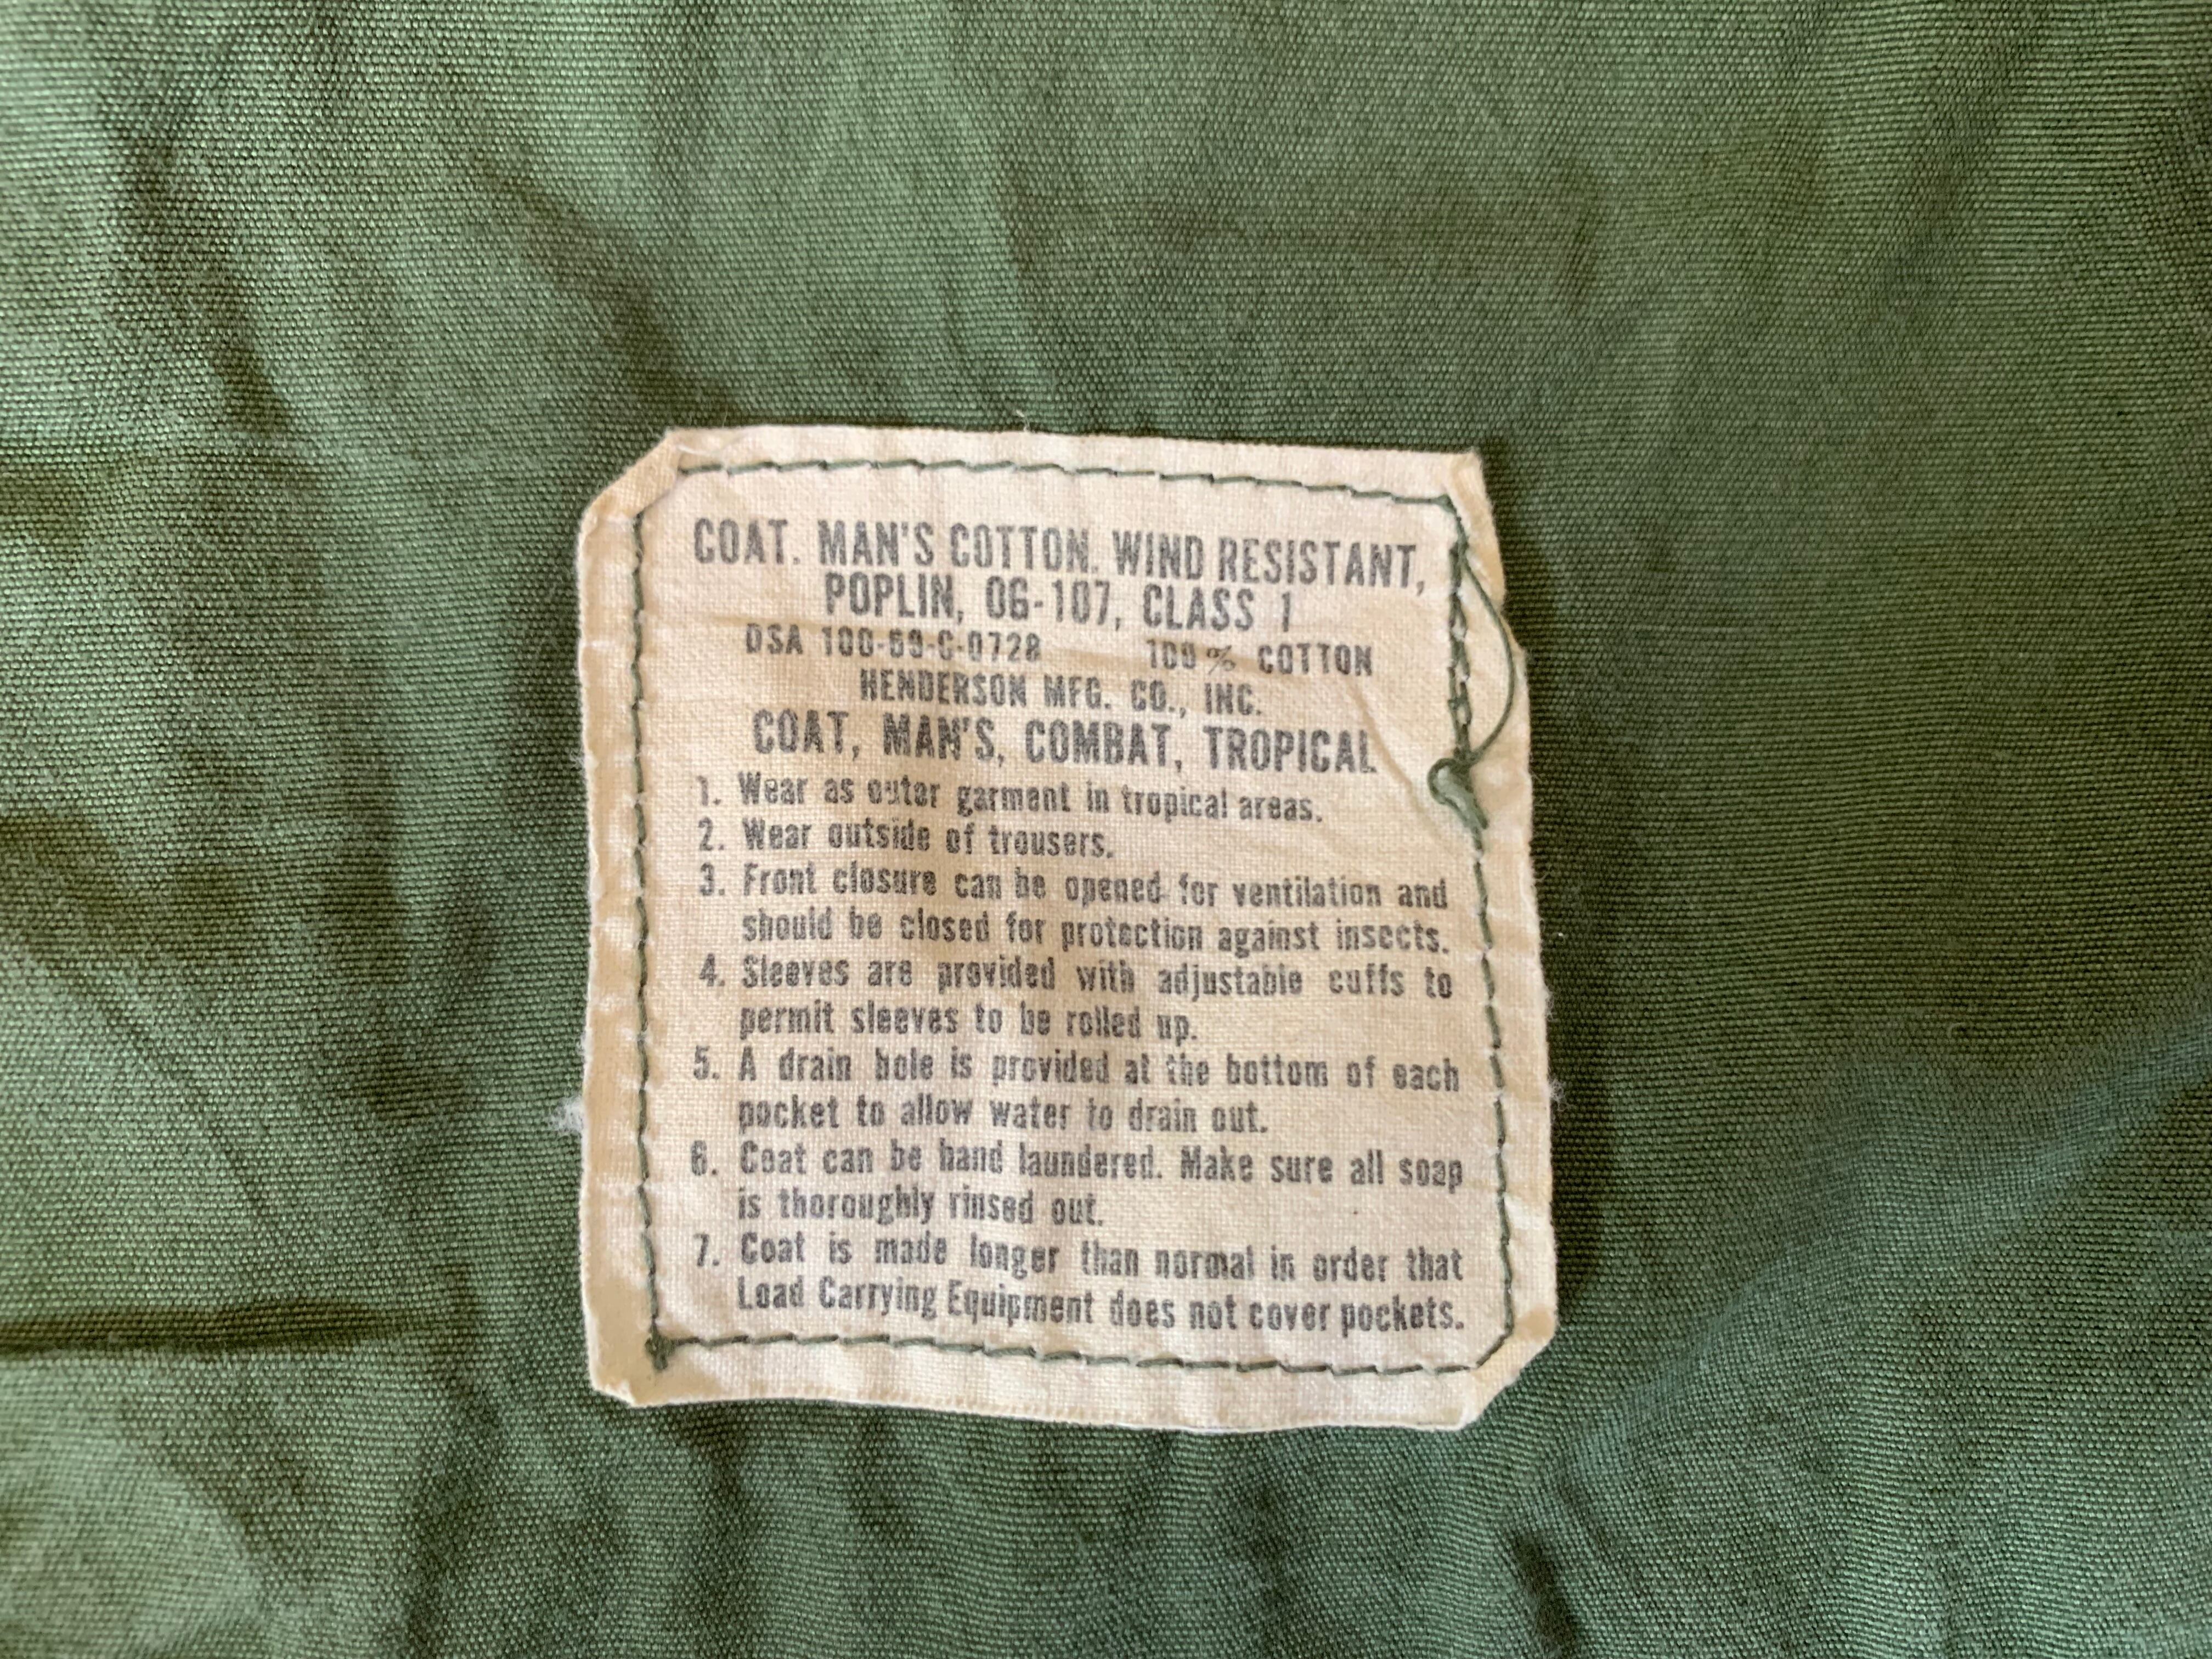 COAT. MAN'S COTTON. WIND RESISTANT,
POPLIN, OG-107, CLASS 1
DSA 100-69-C-0728 100% COTTON
HENDERSON MFG. CO., INC.
COAT, MAN'S, COMBAT, TROPICAL
1. Wear as outer garment in tropical areas.
2. Wear outside of trousers.
3. Front closure can be opened for ventilation and
should be closed for protection against insects.
4. Sleeves are provided with adjustable cuffs to
permit sleeves to be rolled up.
5. A drain hole is provided at the bottom of each
pocket to allow water to drain out.
6. Coat can be hand laundered. Make sure all soap
is thoroughly rinsed out.
7. Coat is made longer than normal in order that
Load Carrying Equipment does not cover pockets.